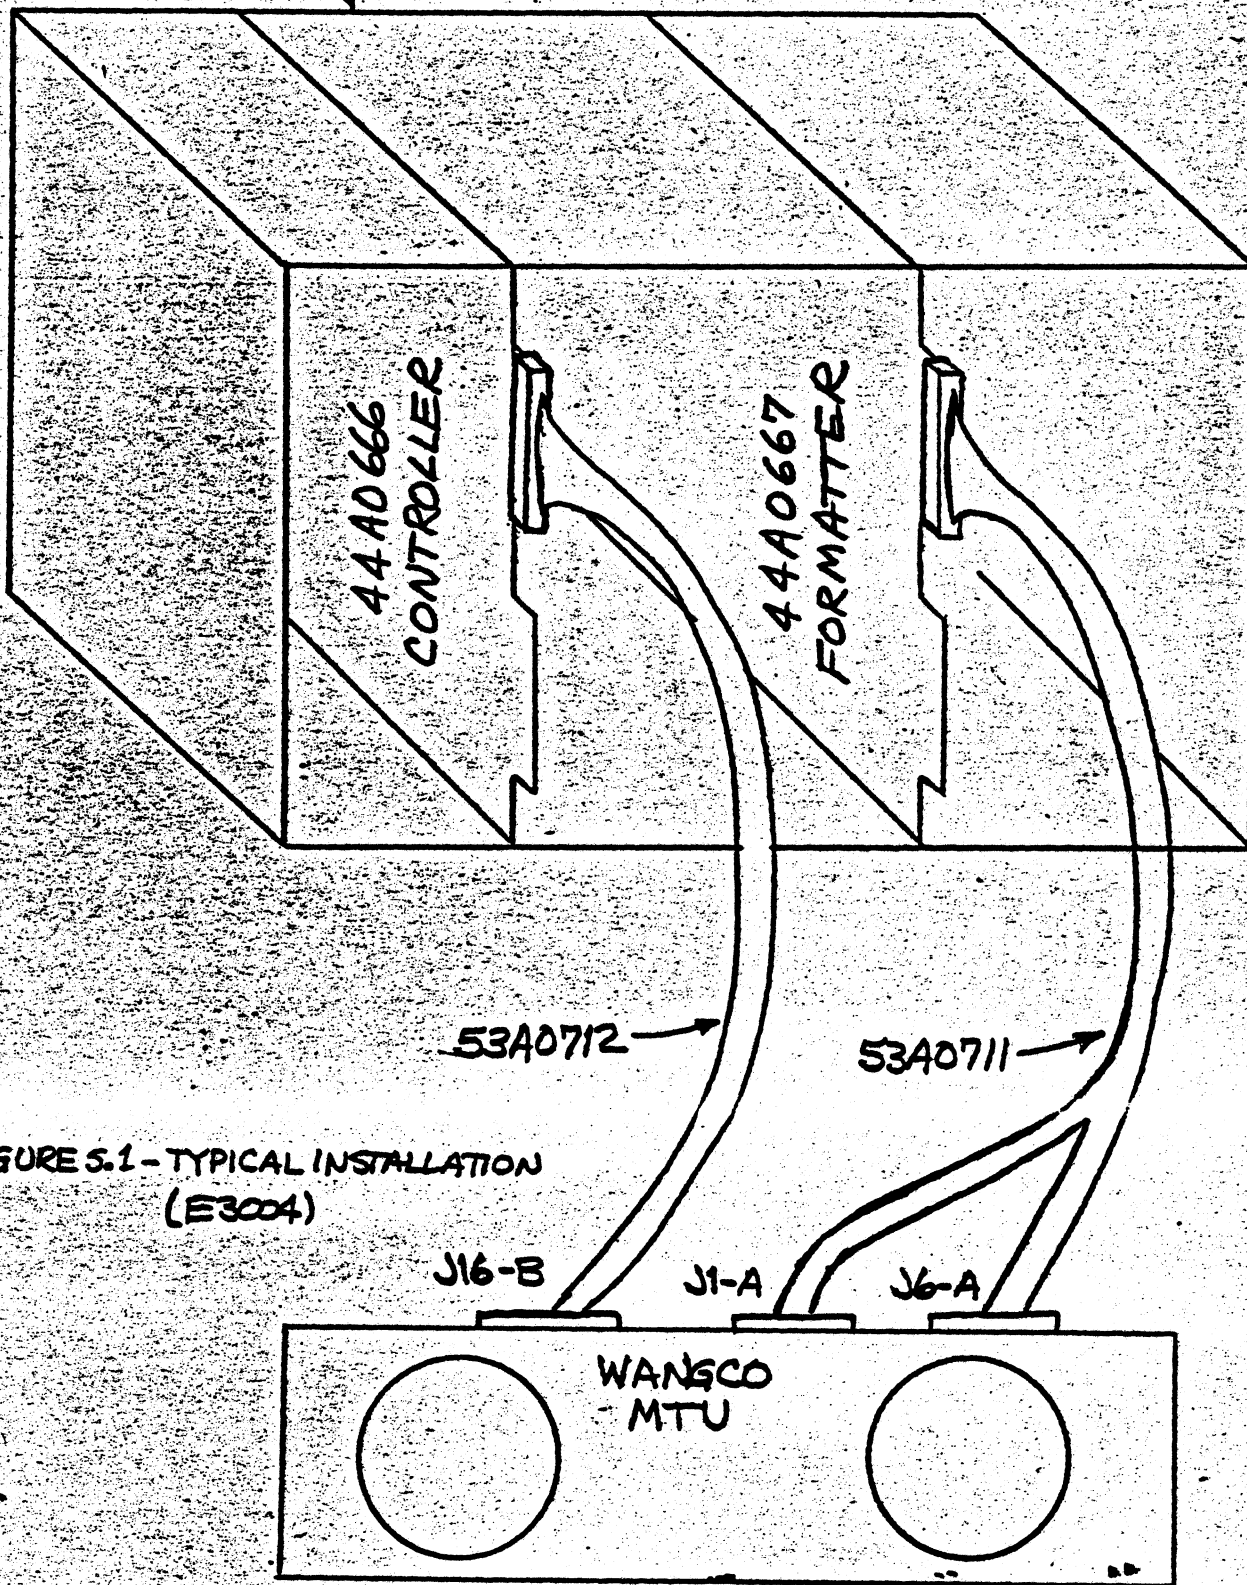 44A0666
CONTROLLER
44A0667
FORMATTER
53A0712
53A0711
GURE 5.1 - TYPICAL INSTALLATION
(E3004)
J16-B
J1-A
J6-A
WANGCO
MTU